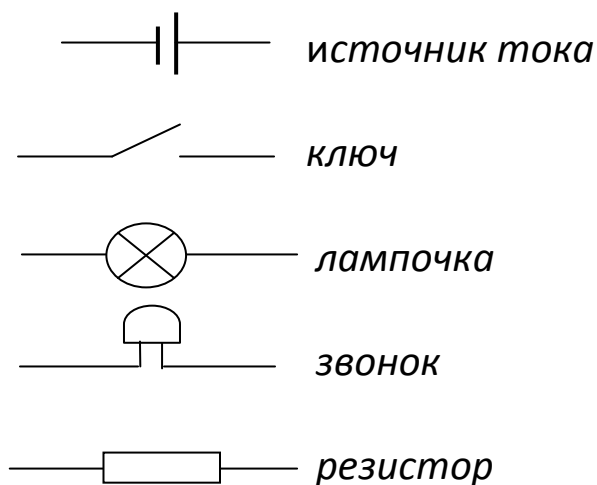 источник тока
ключ
лампочка
звонок
резистор